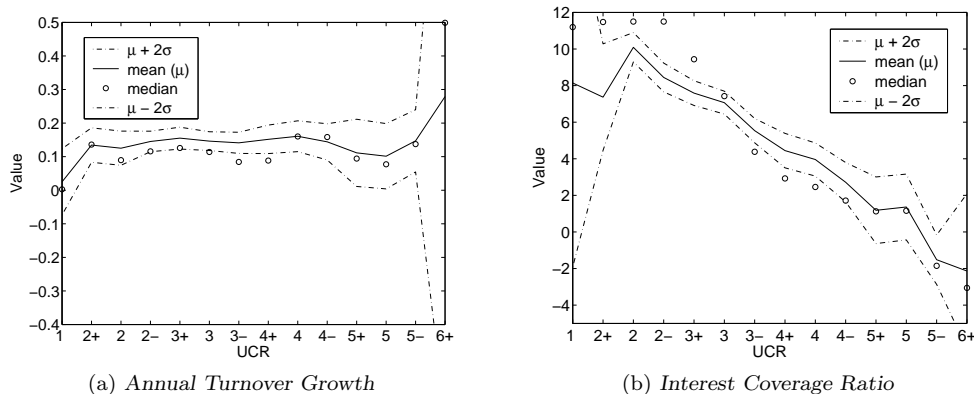 0.5
0.4
0.3
0.2
0.1
0
−0.1
−0.2
−0.3
−0.4
Value
μ + 2σ
mean (μ)
median
μ − 2σ
1 2+ 2 2− 3+ 3 3− 4+ 4 4− 5+ 5 5− 6+
UCR
(a) Annual Turnover Growth
12
10
8
6
4
2
0
−2
−4
Value
μ + 2σ
mean (μ)
median
μ − 2σ
1 2+ 2 2− 3+ 3 3− 4+ 4 4− 5+ 5 5− 6+
UCR
(b) Interest Coverage Ratio